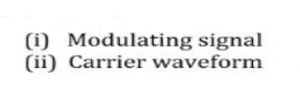 (i) Modulating signal
(ii) Carrier waveform